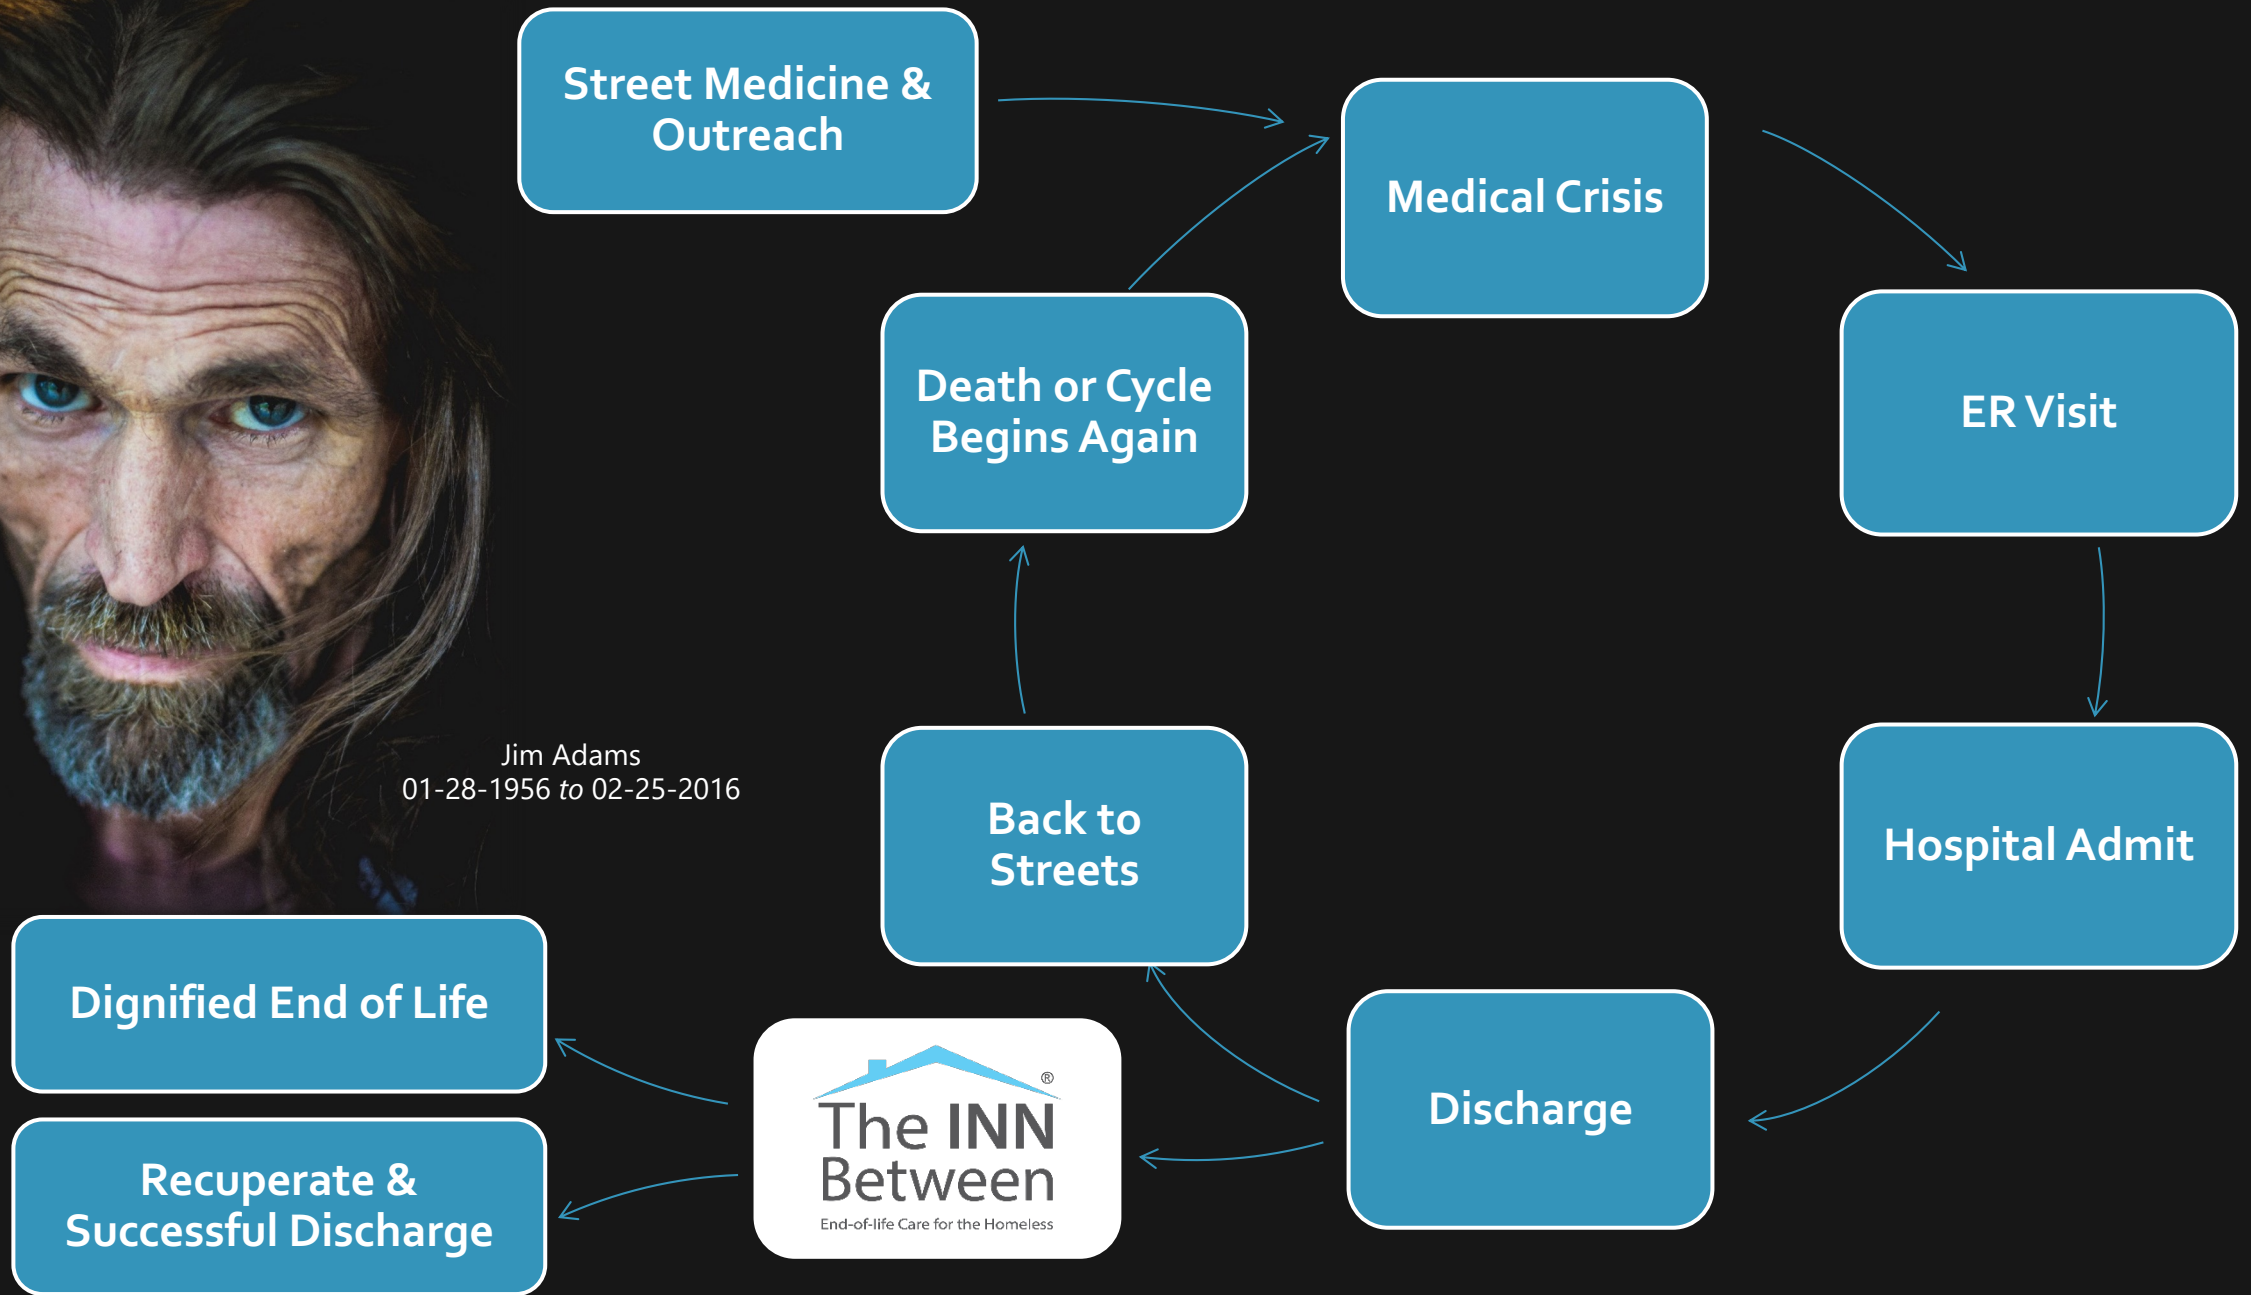 Street Medicine &
Outreach
Medical Crisis
ER Visit
Hospital Admit
Discharge
Back to
Streets
Death or Cycle
Begins Again
Jim Adams
01-28-1956 to 02-25-2016
The INN
Between
®
End-of-life Care for the Homeless
Dignified End of Life
Recuperate &
Successful Discharge